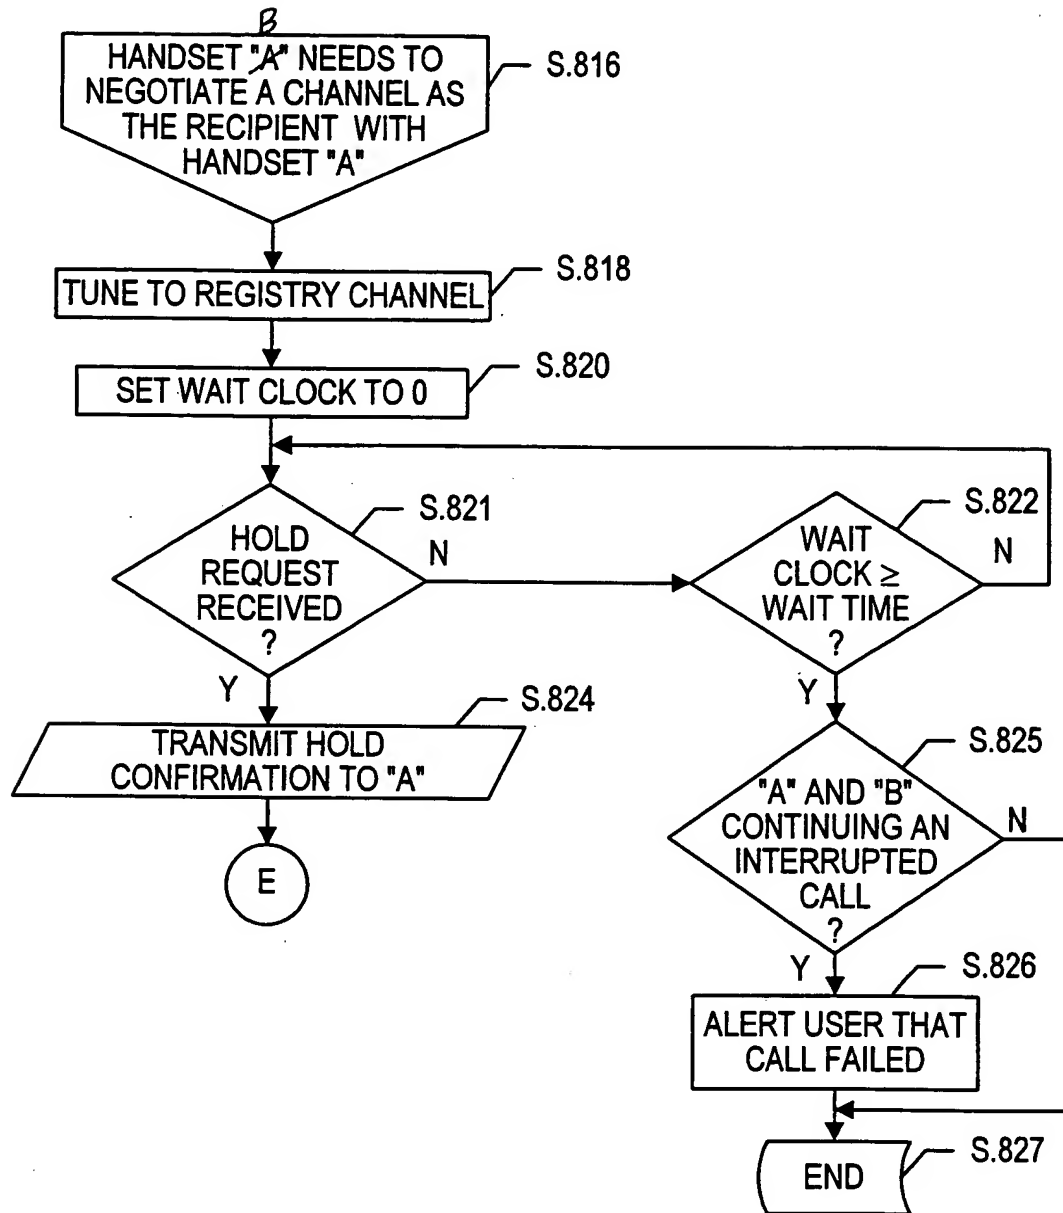 B
HANDSET "A" NEEDS TO
NEGOTIATE A CHANNEL AS
THE RECIPIENT WITH
HANDSET "A"
S.816
TUNE TO REGISTRY CHANNEL
S.818
SET WAIT CLOCK TO 0
S.820
HOLD
REQUEST
RECEIVED
?
S.821
N
Y
WAIT
CLOCK ≥
WAIT TIME
?
S.822
N
Y
TRANSMIT HOLD
CONFIRMATION TO "A"
S.824
E
"A" AND "B"
CONTINUING AN
INTERRUPTED
CALL
?
S.825
N
Y
ALERT USER THAT
CALL FAILED
S.826
END
S.827